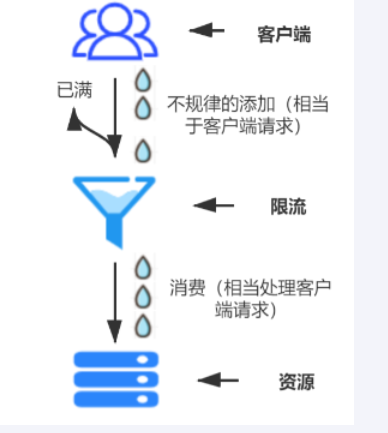 客户端
已满
不规律的添加（相当
于客户端请求）
限流
消费（相当处理客户
端请求）
资源